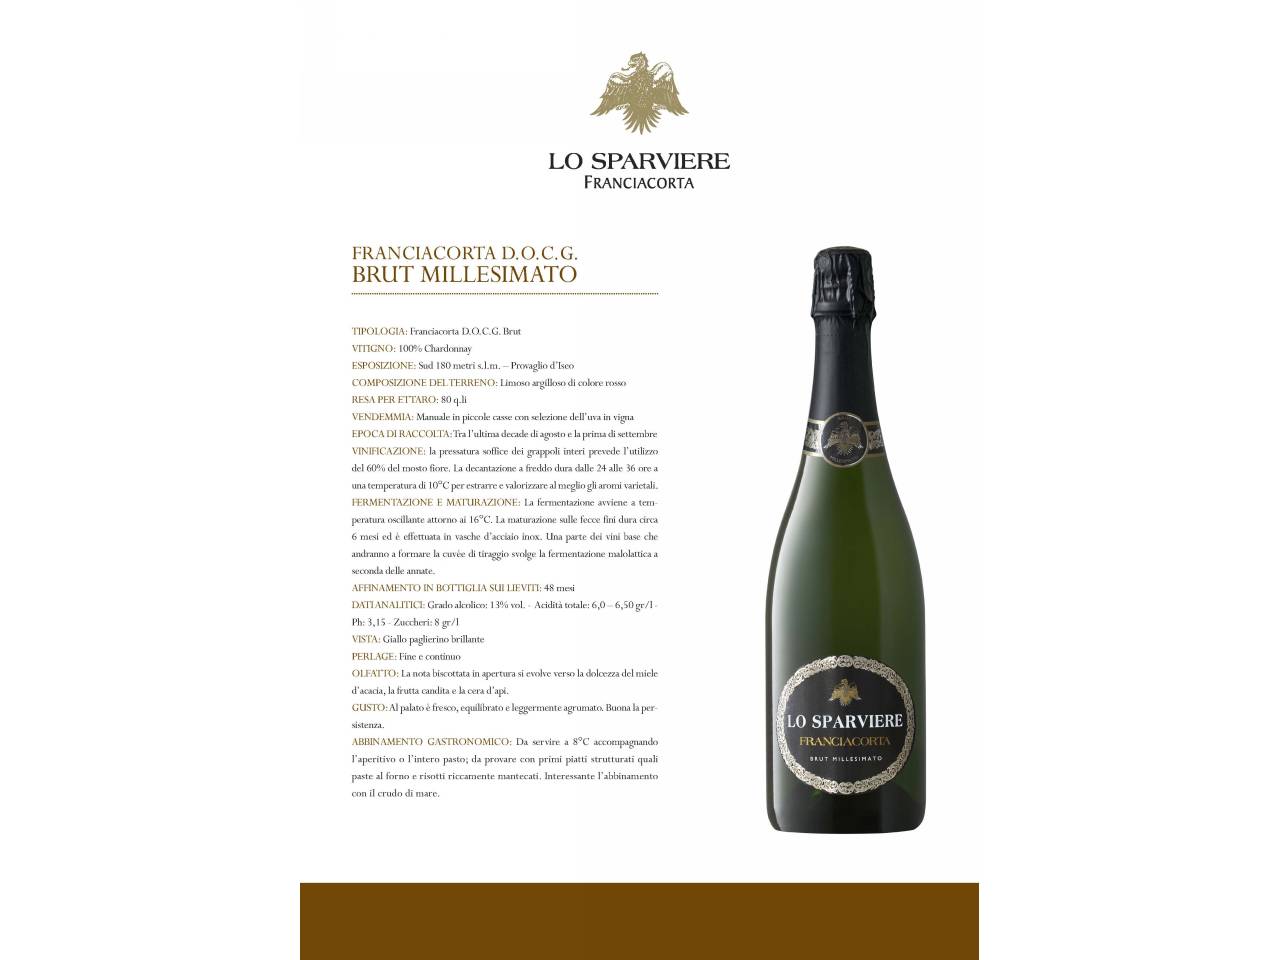 LO SPARVIERE
FRANCIACORTA
FRANCIACORTA D.O.C.G.
BRUT MILLESIMATO
TIPOLOGIA: Franciacorta D.O.C.G. Brut
VITIGNO: 100% Chardonnay
ESPOSIZIONE: Sud 180 metri s.l.m. – Provaglio d'Iseo
COMPOSIZIONE DEL TERRENO: Limoso argilloso di colore rosso
RESA PER ETTARO: 80 q.li
VENDEMMIA: Manuale in piccole casse con selezione dell'uva in vigna
EPOCA DI RACCOLTA: Tra l'ultima decade di agosto e la prima di settembre
VINIFICAZIONE: la pressatura soffice dei grappoli interi prevede l'utilizzo
del 60% del mosto fiore. La decantazione a freddo dura dalle 24 alle 36 ore a
una temperatura di 10°C per estrarre e valorizzare al meglio gli aromi varietali.
FERMENTAZIONE E MATURAZIONE: La fermentazione avviene a tem-
peratura oscillante attorno ai 16°C. La maturazione sulle fecce fini dura circa
6 mesi ed è effettuata in vasche d'acciaio inox. Una parte dei vini base che
andranno a formare la cuvée di tiraggio svolge la fermentazione malolattica a
seconda delle annate.
AFFINAMENTO IN BOTTIGLIA SUI LIEVITI: 48 mesi
DATI ANALITICI: Grado alcolico: 13% vol. - Acidità totale: 6,0 – 6,50 gr/l -
Ph: 3,15 - Zuccheri: 8 gr/l
VISTA: Giallo paglierino brillante
PERLAGE: Fine e continuo
OLFATTO: La nota biscottata in apertura si evolve verso la dolcezza del miele
d'acacia, la frutta candita e la cera d'api.
GUSTO: Al palato è fresco, equilibrato e leggermente agrumato. Buona la per-
sistenza.
ABBINAMENTO GASTRONOMICO: Da servire a 8°C accompagnando
l'aperitivo o l'intero pasto; da provare con primi piatti strutturati quali
paste al forno e risotti riccamente mantecati. Interessante l'abbinamento
con il crudo di mare.
LO SPARVIERE
FRANCIACORTA
BRUT MILLESIMATO